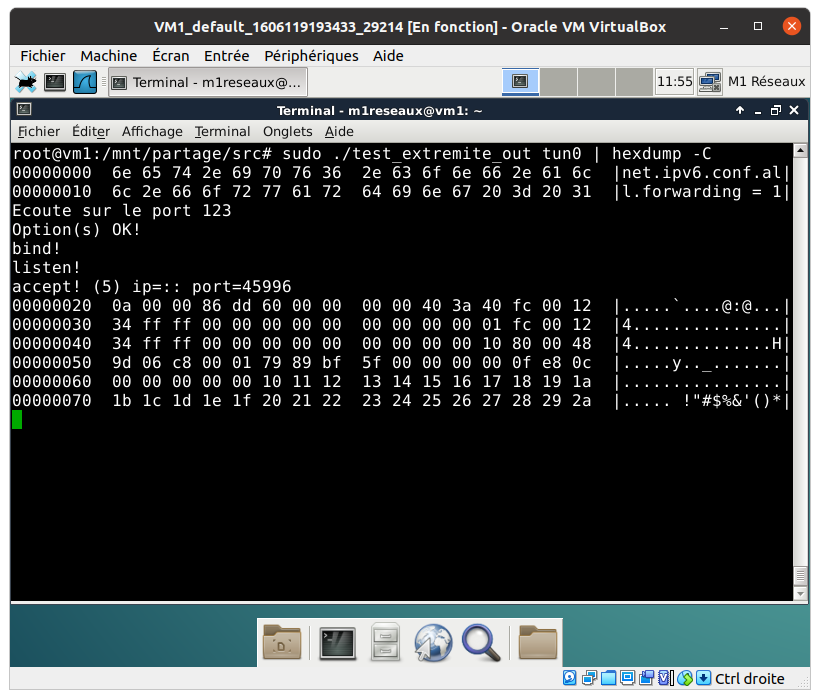 VM1_default_1606119193433_29214 [En fonction] - Oracle VM VirtualBox
Fichier Machine Écran Entrée Périphériques Aide
Terminal - m1reseaux@... 11:55 M1 Réseaux
Terminal - m1reseaux@vm1: ~
Fichier Éditer Affichage Terminal Onglets Aide
root@vm1:/mnt/partage/src# sudo ./test_extremite_out tun0 | hexdump -C
00000000  6e 65 74 2e 69 70 76 36  2e 63 6f 6e 66 2e 61 6c  |net.ipv6.conf.al|
00000010  6c 2e 66 6f 72 77 61 72  64 69 6e 67 20 3d 20 31  |l.forwarding = 1|
Ecoute sur le port 123
Option(s) OK!
bind!
listen!
accept! (5) ip=:: port=45996
00000020  0a 00 00 86 dd 60 00 00  00 00 40 3a 40 fc 00 12  |.....`....@:@...|
00000030  34 ff ff 00 00 00 00 00  00 00 00 00 01 fc 00 12  |4...............|
00000040  34 ff ff 00 00 00 00 00  00 00 00 00 10 80 00 48  |4..............H|
00000050  9d 06 c8 00 01 79 89 bf  5f 00 00 00 00 0f e8 0c  |.....y.._.......|
00000060  00 00 00 00 00 10 11 12  13 14 15 16 17 18 19 1a  |................|
00000070  1b 1c 1d 1e 1f 20 21 22  23 24 25 26 27 28 29 2a  |..... !"#$%&'()*|
Ctrl droite